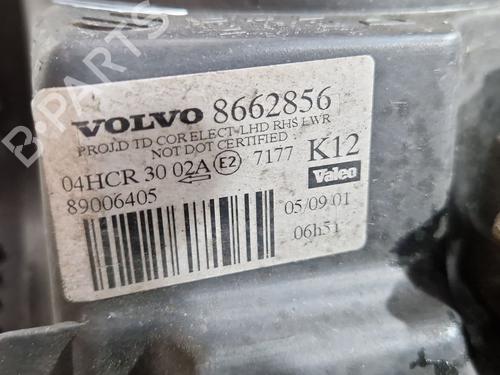 B-PARTS
VOLVO 8662856
PROJ.D TD COR ELECT-LHD RHS LWR
NOT DOT CERTIFIED
04HCR 30 02A E2 7177 K12
89006405
Valeo
05/09/01
06h51